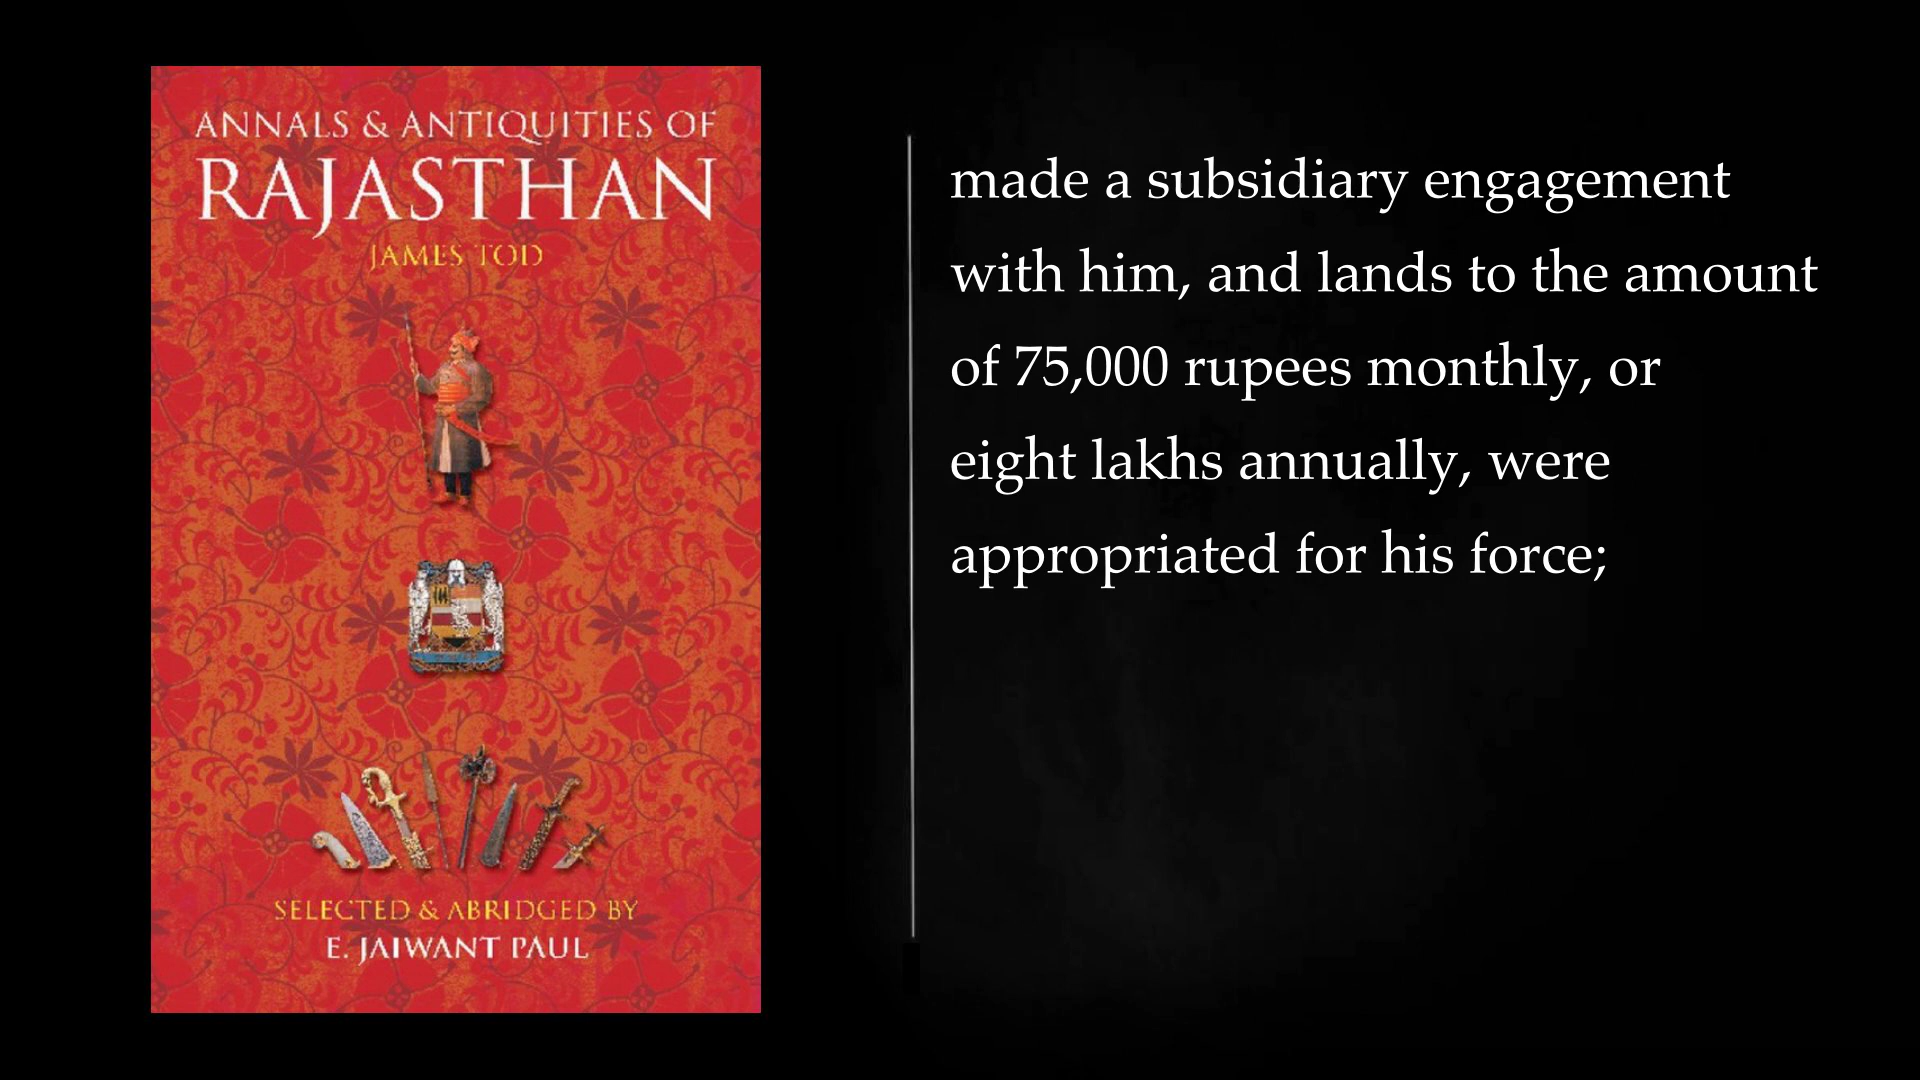 ANNALS & ANTIQUITIES OF
RAJASTHAN
JAMES TOD
SELECTED & ABRIDGED BY
E. JAIWANT PAUL
made a subsidiary engagement
with him, and lands to the amount
of 75,000 rupees monthly, or
eight lakhs annually, were
appropriated for his force;